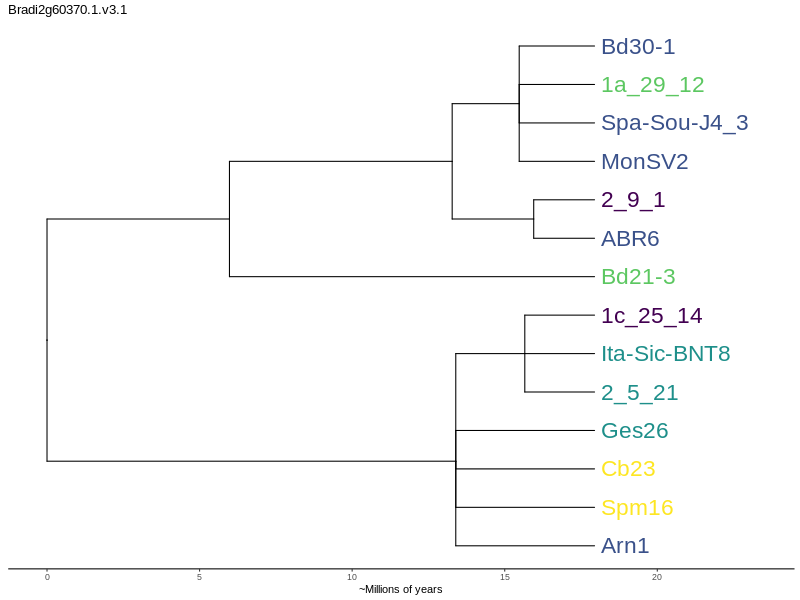 Bradi2g60370.1.v3.1
Bd30-1
1a_29_12
Spa-Sou-J4_3
MonSV2
2_9_1
ABR6
Bd21-3
1c_25_14
Ita-Sic-BNT8
2_5_21
Ges26
Cb23
Spm16
Arn1
0 5 10 15 20
~Millions of years